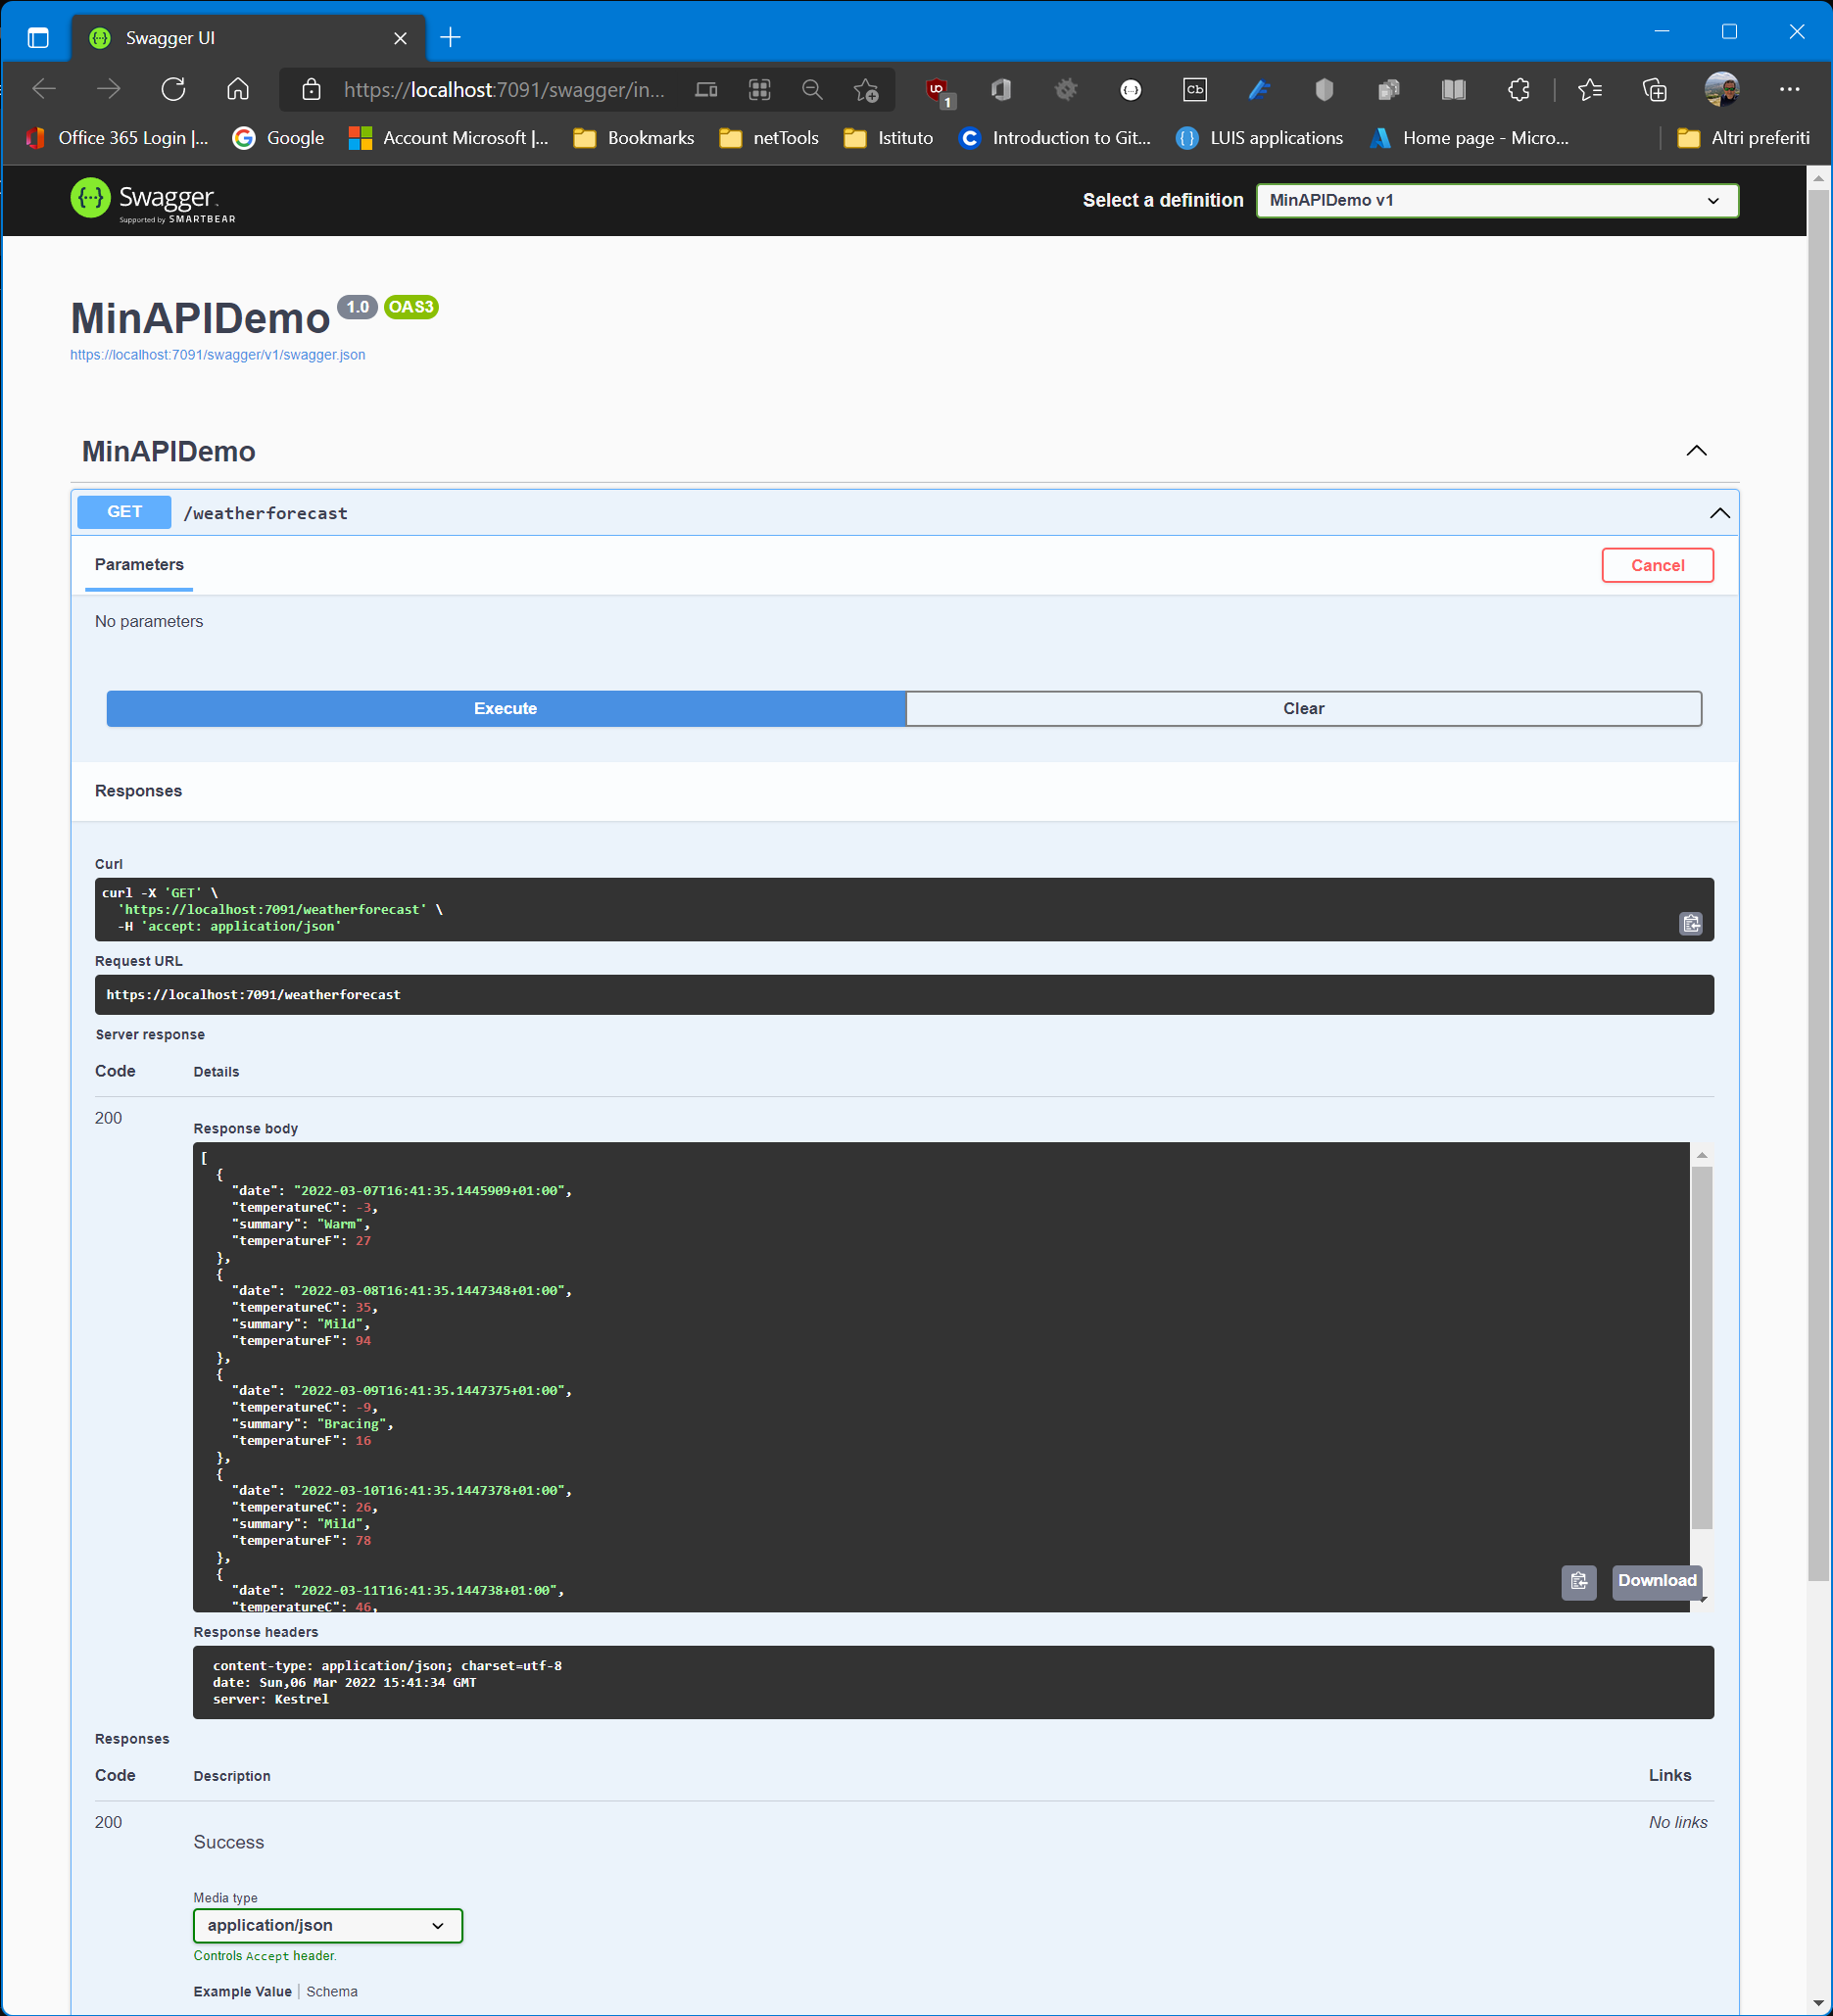 Swagger UI
https://localhost:7091/swagger/in...
1
Office 365 Login |...
Google
Account Microsoft |...
Bookmarks
netTools
Istituto
Introduction to Git...
LUIS applications
Home page - Micro...
Altri preferiti
Swagger.
Supported by SMARTBEAR
Select a definition
MinAPIDemo v1
MinAPIDemo 1.0 OAS3
https://localhost:7091/swagger/v1/swagger.json
MinAPIDemo
GET /weatherforecast
Parameters
Cancel
No parameters
Execute
Clear
Responses
Curl
curl -X 'GET' \
  'https://localhost:7091/weatherforecast' \
  -H 'accept: application/json'
Request URL
https://localhost:7091/weatherforecast
Server response
Code Details
200
Response body
[
  {
    "date": "2022-03-07T16:41:35.1445909+01:00",
    "temperatureC": -3,
    "summary": "Warm",
    "temperatureF": 27
  },
  {
    "date": "2022-03-08T16:41:35.1447348+01:00",
    "temperatureC": 35,
    "summary": "Mild",
    "temperatureF": 94
  },
  {
    "date": "2022-03-09T16:41:35.1447375+01:00",
    "temperatureC": -9,
    "summary": "Bracing",
    "temperatureF": 16
  },
  {
    "date": "2022-03-10T16:41:35.1447378+01:00",
    "temperatureC": 26,
    "summary": "Mild",
    "temperatureF": 78
  },
  {
    "date": "2022-03-11T16:41:35.144738+01:00",
    "temperatureC": 46,
Download
Response headers
content-type: application/json; charset=utf-8
date: Sun,06 Mar 2022 15:41:34 GMT
server: Kestrel
Responses
Code Description Links
200
Success
No links
Media type
application/json
Controls Accept header.
Example Value | Schema